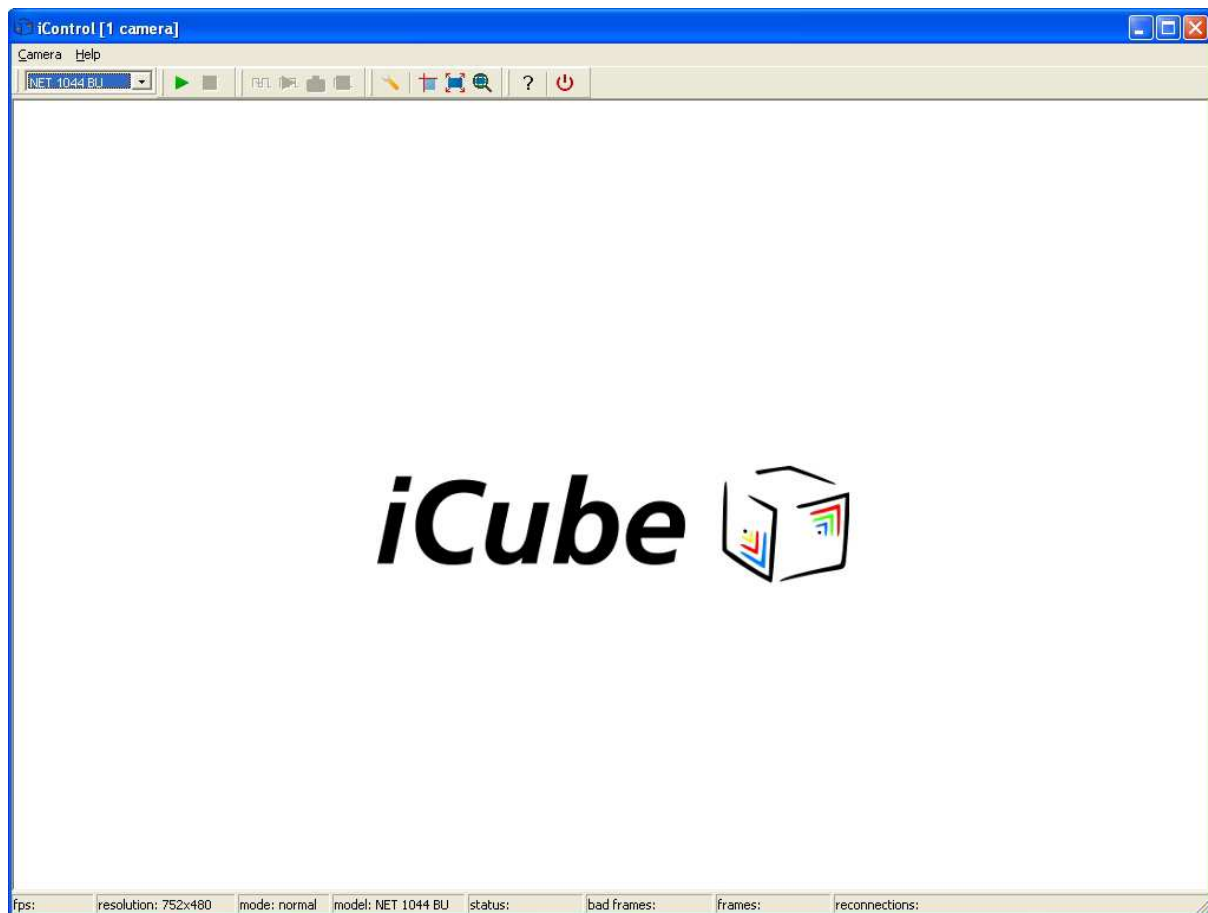 iControl [1 camera]
Camera Help
NET 1044 BU
?
iCube
fps: resolution: 752x480 mode: normal model: NET 1044 BU status: bad frames: frames: reconnections: